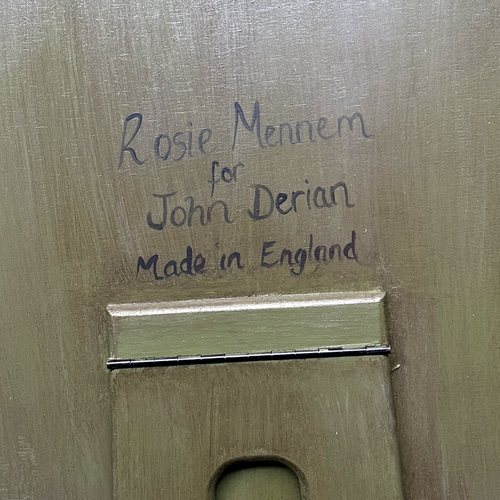 Rosie Mennem
for
John Derian
Made in England